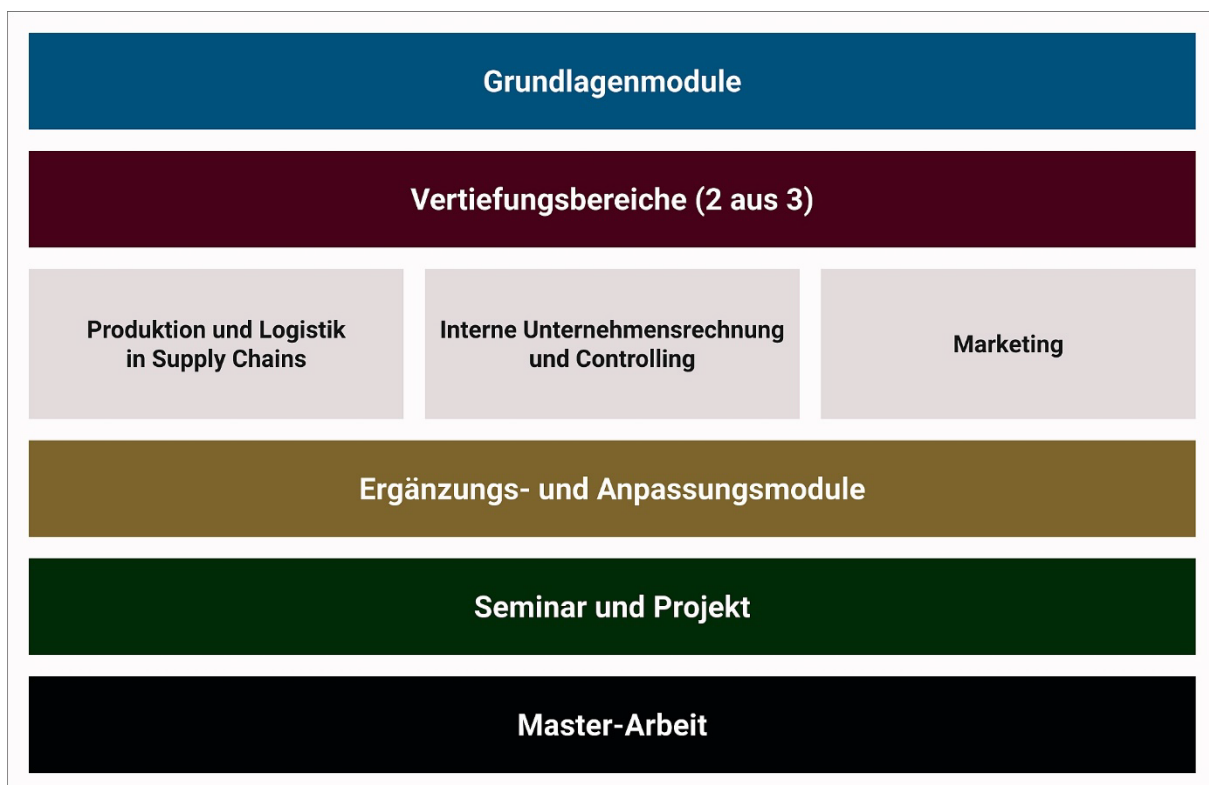 Grundlagenmodule
Vertiefungsbereiche (2 aus 3)
Produktion und Logistik
in Supply Chains
Interne Unternehmensrechnung
und Controlling
Marketing
Ergänzungs- und Anpassungsmodule
Seminar und Projekt
Master-Arbeit